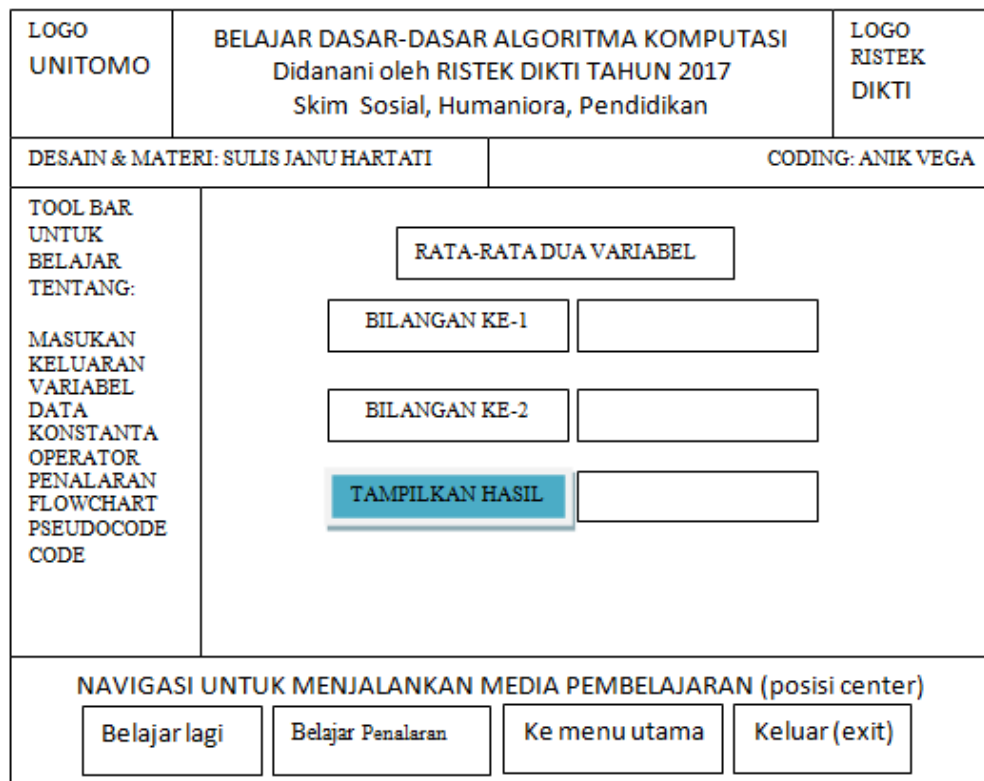 LOGO
UNITOMO
BELAJAR DASAR-DASAR ALGORITMA KOMPUTASI
Didanani oleh RISTEK DIKTI TAHUN 2017
Skim Sosial, Humaniora, Pendidikan
LOGO
RISTEK
DIKTI
DESAIN & MATERI: SULIS JANU HARTATI
CODING: ANIK VEGA
TOOL BAR
UNTUK
BELAJAR
TENTANG:
MASUKAN
KELUARAN
VARIABEL
DATA
KONSTANTA
OPERATOR
PENALARAN
FLOWCHART
PSEUDOCODE
CODE
RATA-RATA DUA VARIABEL
BILANGAN KE-1
BILANGAN KE-2
TAMPILKAN HASIL
NAVIGASI UNTUK MENJALANKAN MEDIA PEMBELAJARAN (posisi center)
Belajar lagi
Belajar Penalaran
Ke menu utama
Keluar (exit)